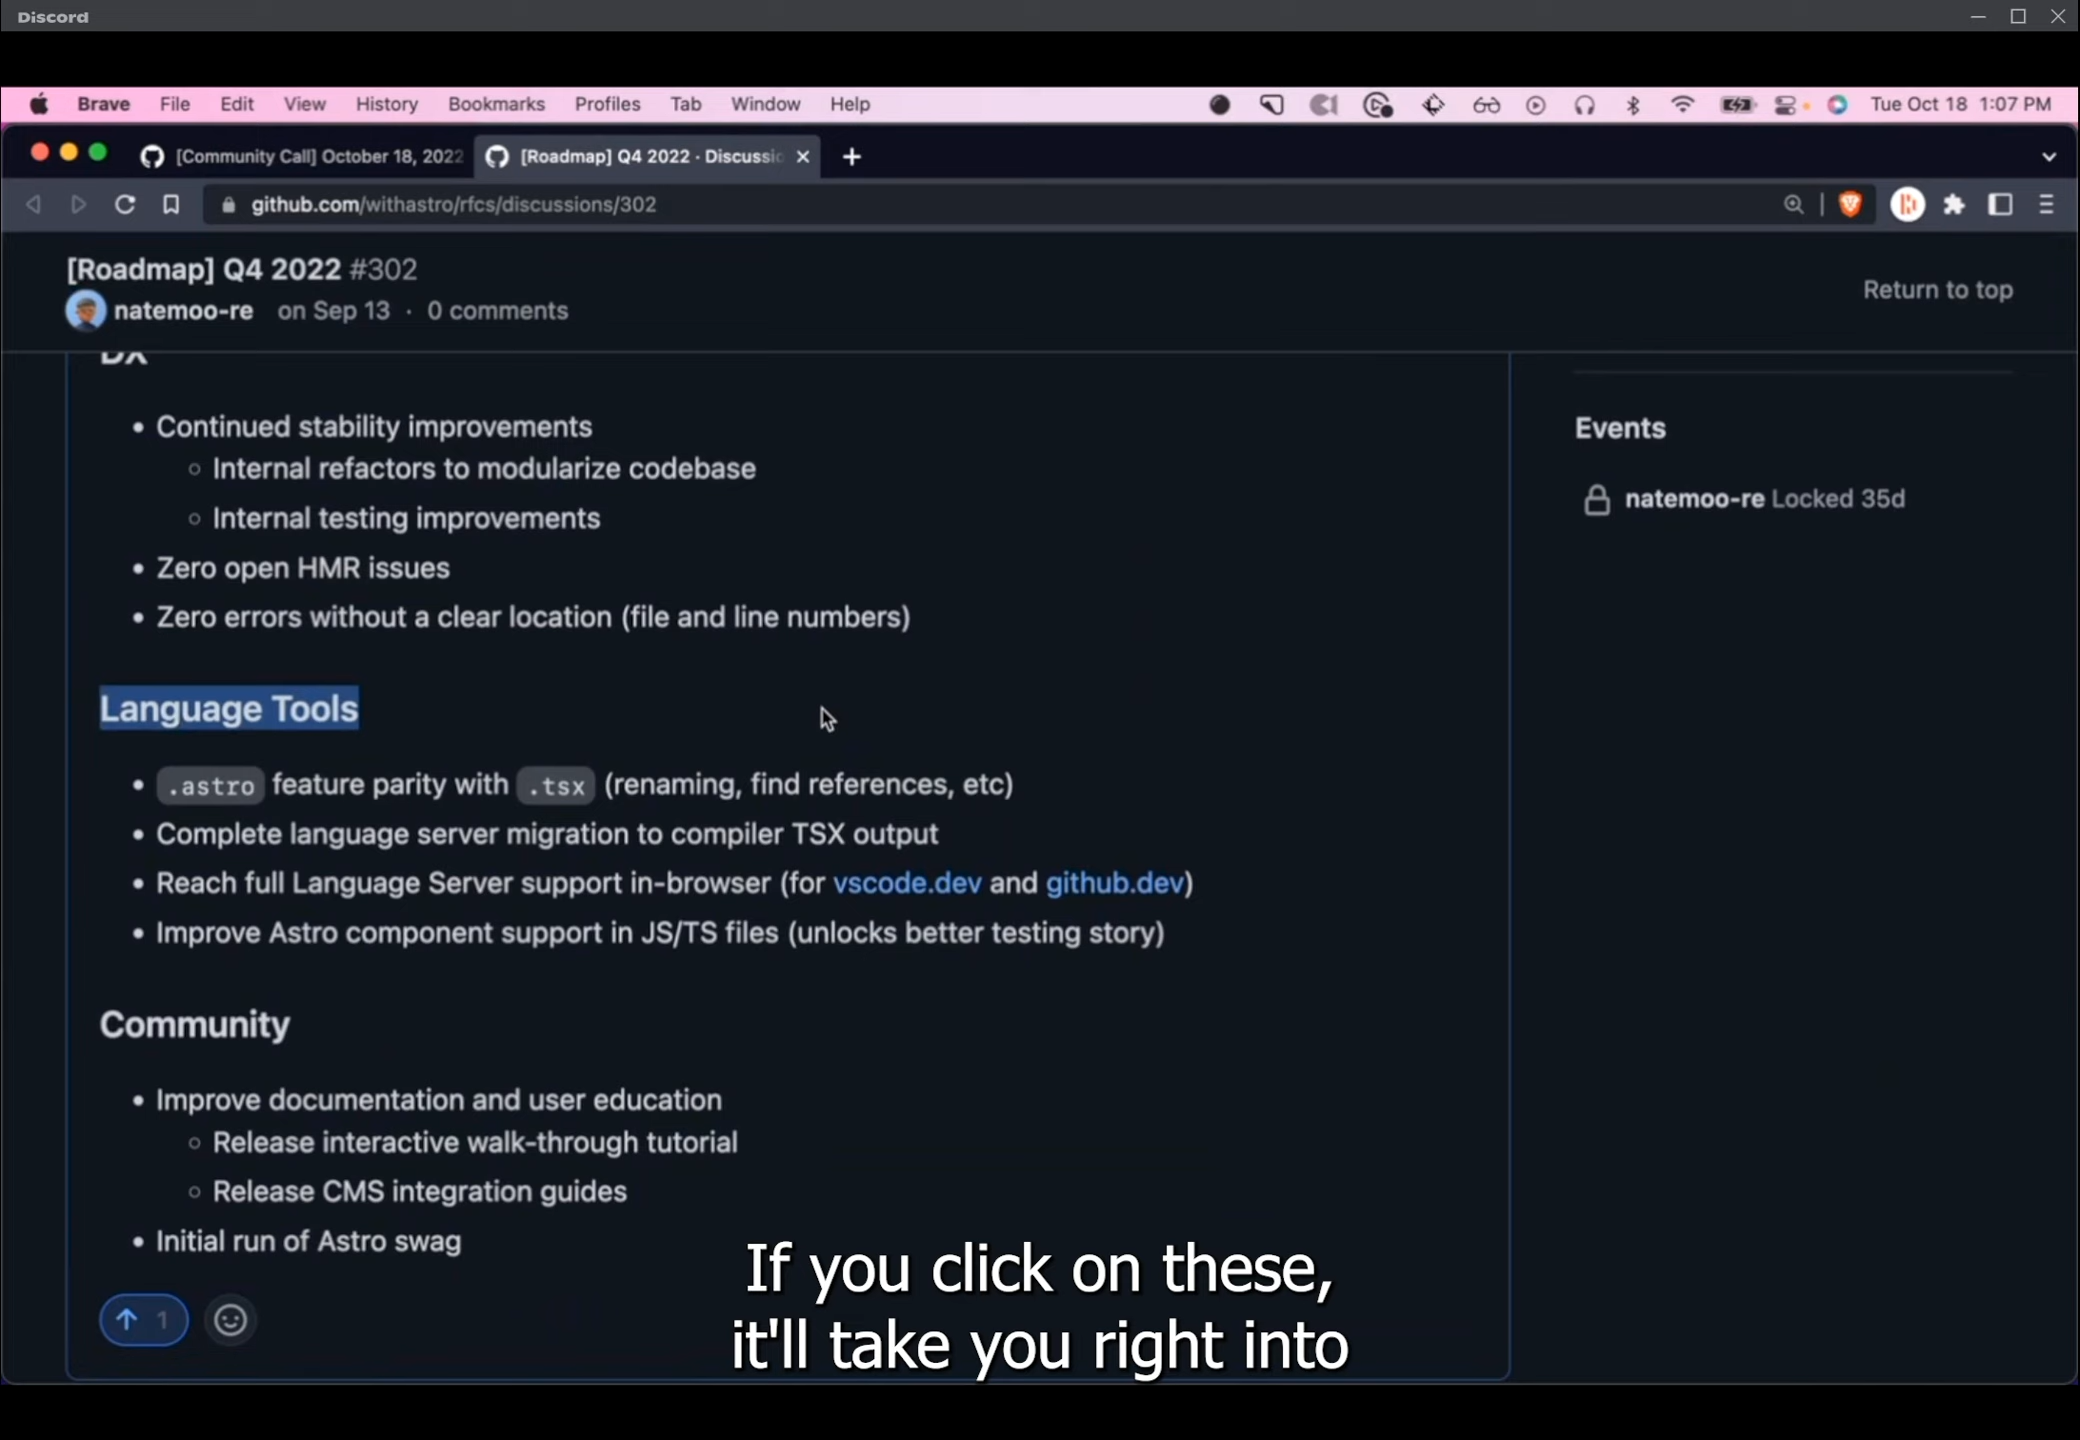 Discord
Brave File Edit View History Bookmarks Profiles Tab Window Help Tue Oct 18 1:07 PM
[Community Call] October 18, 2022 [Roadmap] Q4 2022 · Discussio
github.com/withastro/rfcs/discussions/302
[Roadmap] Q4 2022 #302
natemoo-re on Sep 13 · 0 comments
Return to top
DX
• Continued stability improvements
○ Internal refactors to modularize codebase
○ Internal testing improvements
• Zero open HMR issues
• Zero errors without a clear location (file and line numbers)
Language Tools
• .astro feature parity with .tsx (renaming, find references, etc)
• Complete language server migration to compiler TSX output
• Reach full Language Server support in-browser (for vscode.dev and github.dev)
• Improve Astro component support in JS/TS files (unlocks better testing story)
Community
• Improve documentation and user education
○ Release interactive walk-through tutorial
○ Release CMS integration guides
• Initial run of Astro swag
1
Events
natemoo-re Locked 35d
If you click on these,
it'll take you right into